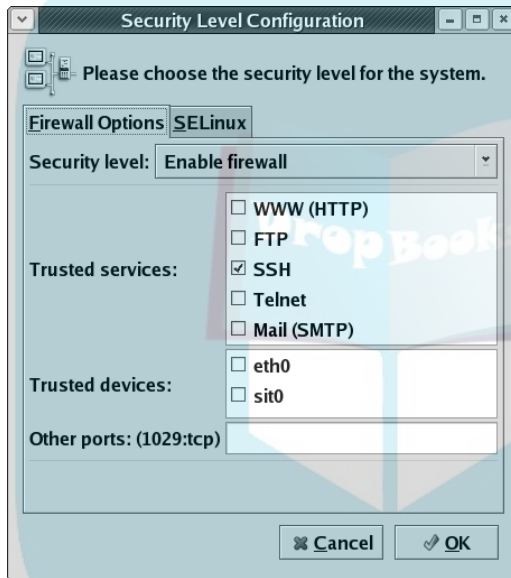 Security Level Configuration
Please choose the security level for the system.
Firewall Options SELinux
Security level: Enable firewall
Trusted services:
WWW (HTTP)
FTP
SSH
Telnet
Mail (SMTP)
Trusted devices:
eth0
sit0
Other ports: (1029:tcp)
Cancel OK
DropBooks